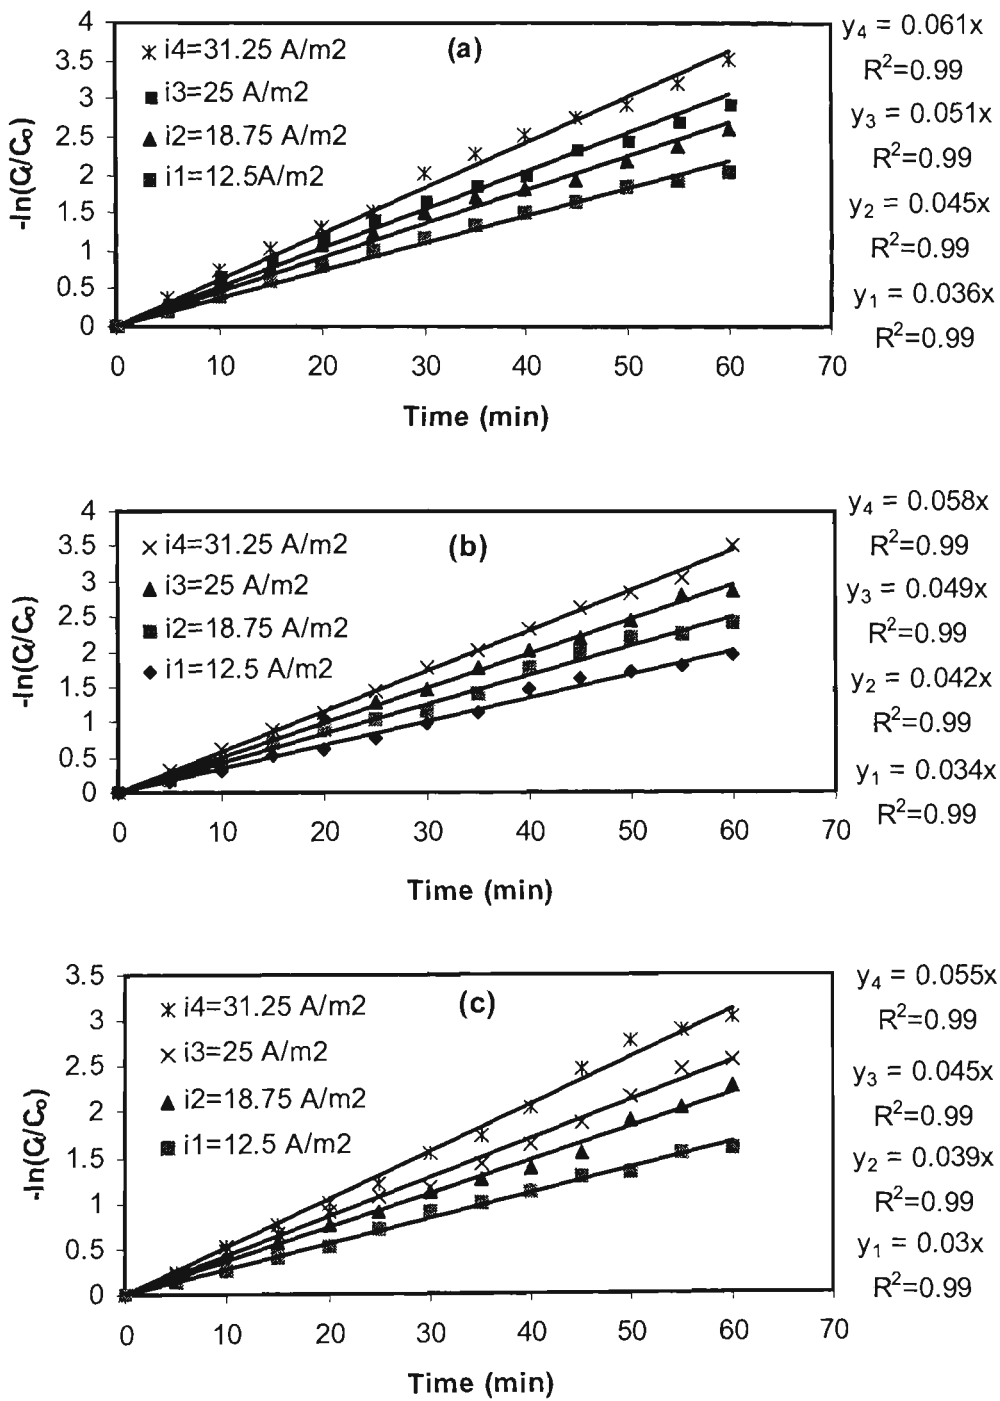 (a)
-ln(Cₜ/C₀)
4
3.5
3
2.5
2
1.5
1
0.5
0
i4=31.25 A/m2
i3=25 A/m2
i2=18.75 A/m2
i1=12.5A/m2
0 10 20 30 40 50 60 70
Time (min)
y₄ = 0.061x
R²=0.99
y₃ = 0.051x
R²=0.99
y₂ = 0.045x
R²=0.99
y₁ = 0.036x
R²=0.99
(b)
-ln(Cₜ/C₀)
4
3.5
3
2.5
2
1.5
1
0.5
0
i4=31.25 A/m2
i3=25 A/m2
i2=18.75 A/m2
i1=12.5 A/m2
0 10 20 30 40 50 60 70
Time (min)
y₄ = 0.058x
R²=0.99
y₃ = 0.049x
R²=0.99
y₂ = 0.042x
R²=0.99
y₁ = 0.034x
R²=0.99
(c)
-ln(Cₜ/C₀)
3.5
3
2.5
2
1.5
1
0.5
0
i4=31.25 A/m2
i3=25 A/m2
i2=18.75 A/m2
i1=12.5 A/m2
0 10 20 30 40 50 60 70
Time (min)
y₄ = 0.055x
R²=0.99
y₃ = 0.045x
R²=0.99
y₂ = 0.039x
R²=0.99
y₁ = 0.03x
R²=0.99